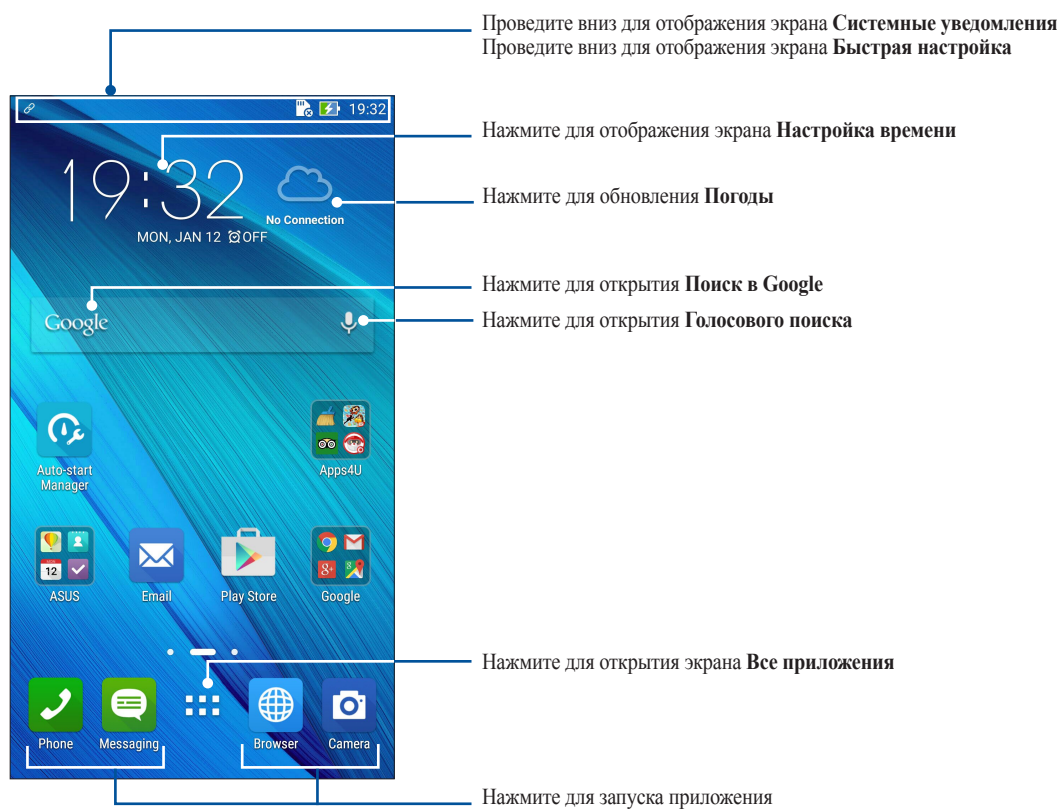 Проведите вниз для отображения экрана Системные уведомления
Проведите вниз для отображения экрана Быстрая настройка
19:32
Нажмите для отображения экрана Настройка времени
19:32
Нажмите для обновления Погоды
No Connection
MON, JAN 12 OFF
Нажмите для открытия Поиск в Google
Google
Нажмите для открытия Голосового поиска
Auto-start
Manager
Apps4U
12
8+
ASUS
Email
Play Store
Google
Нажмите для открытия экрана Все приложения
Phone
Messaging
Browser
Camera
Нажмите для запуска приложения